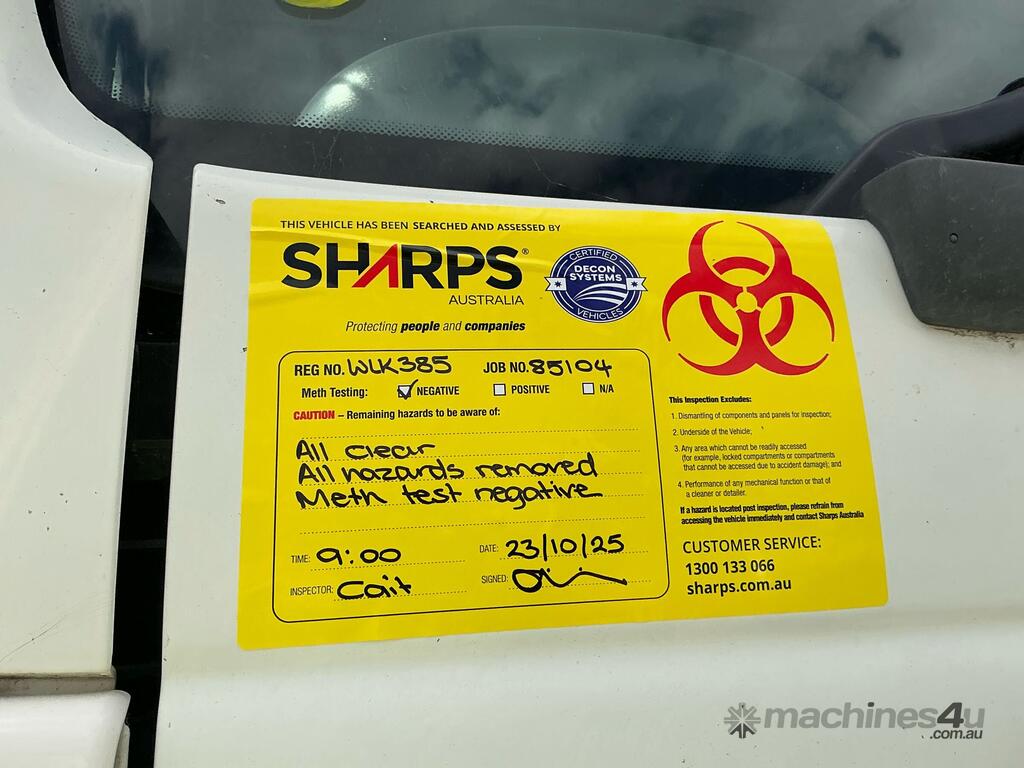 THIS VEHICLE HAS BEEN SEARCHED AND ASSESSED BY
SHARPS®
AUSTRALIA
CERTIFIED
DECON
SYSTEMS
VEHICLES
Protecting people and companies
REG NO. WLK385 JOB NO. 85104
Meth Testing: NEGATIVE POSITIVE N/A
CAUTION – Remaining hazards to be aware of:
All clear
All hazards removed
Meth test negative
TIME: 9:00 DATE: 23/10/25
INSPECTOR: Cait SIGNED:
This Inspection Excludes:
1. Dismantling of components and panels for inspection;
2. Underside of the Vehicle;
3. Any area which cannot be readily accessed
(for example, locked compartments or compartments
that cannot be accessed due to accident damage); and
4. Performance of any mechanical function or that of
a cleaner or detailer.
If a hazard is located post inspection, please refrain from
accessing the vehicle immediately and contact Sharps Australia
CUSTOMER SERVICE:
1300 133 066
sharps.com.au
machines4u
.com.au